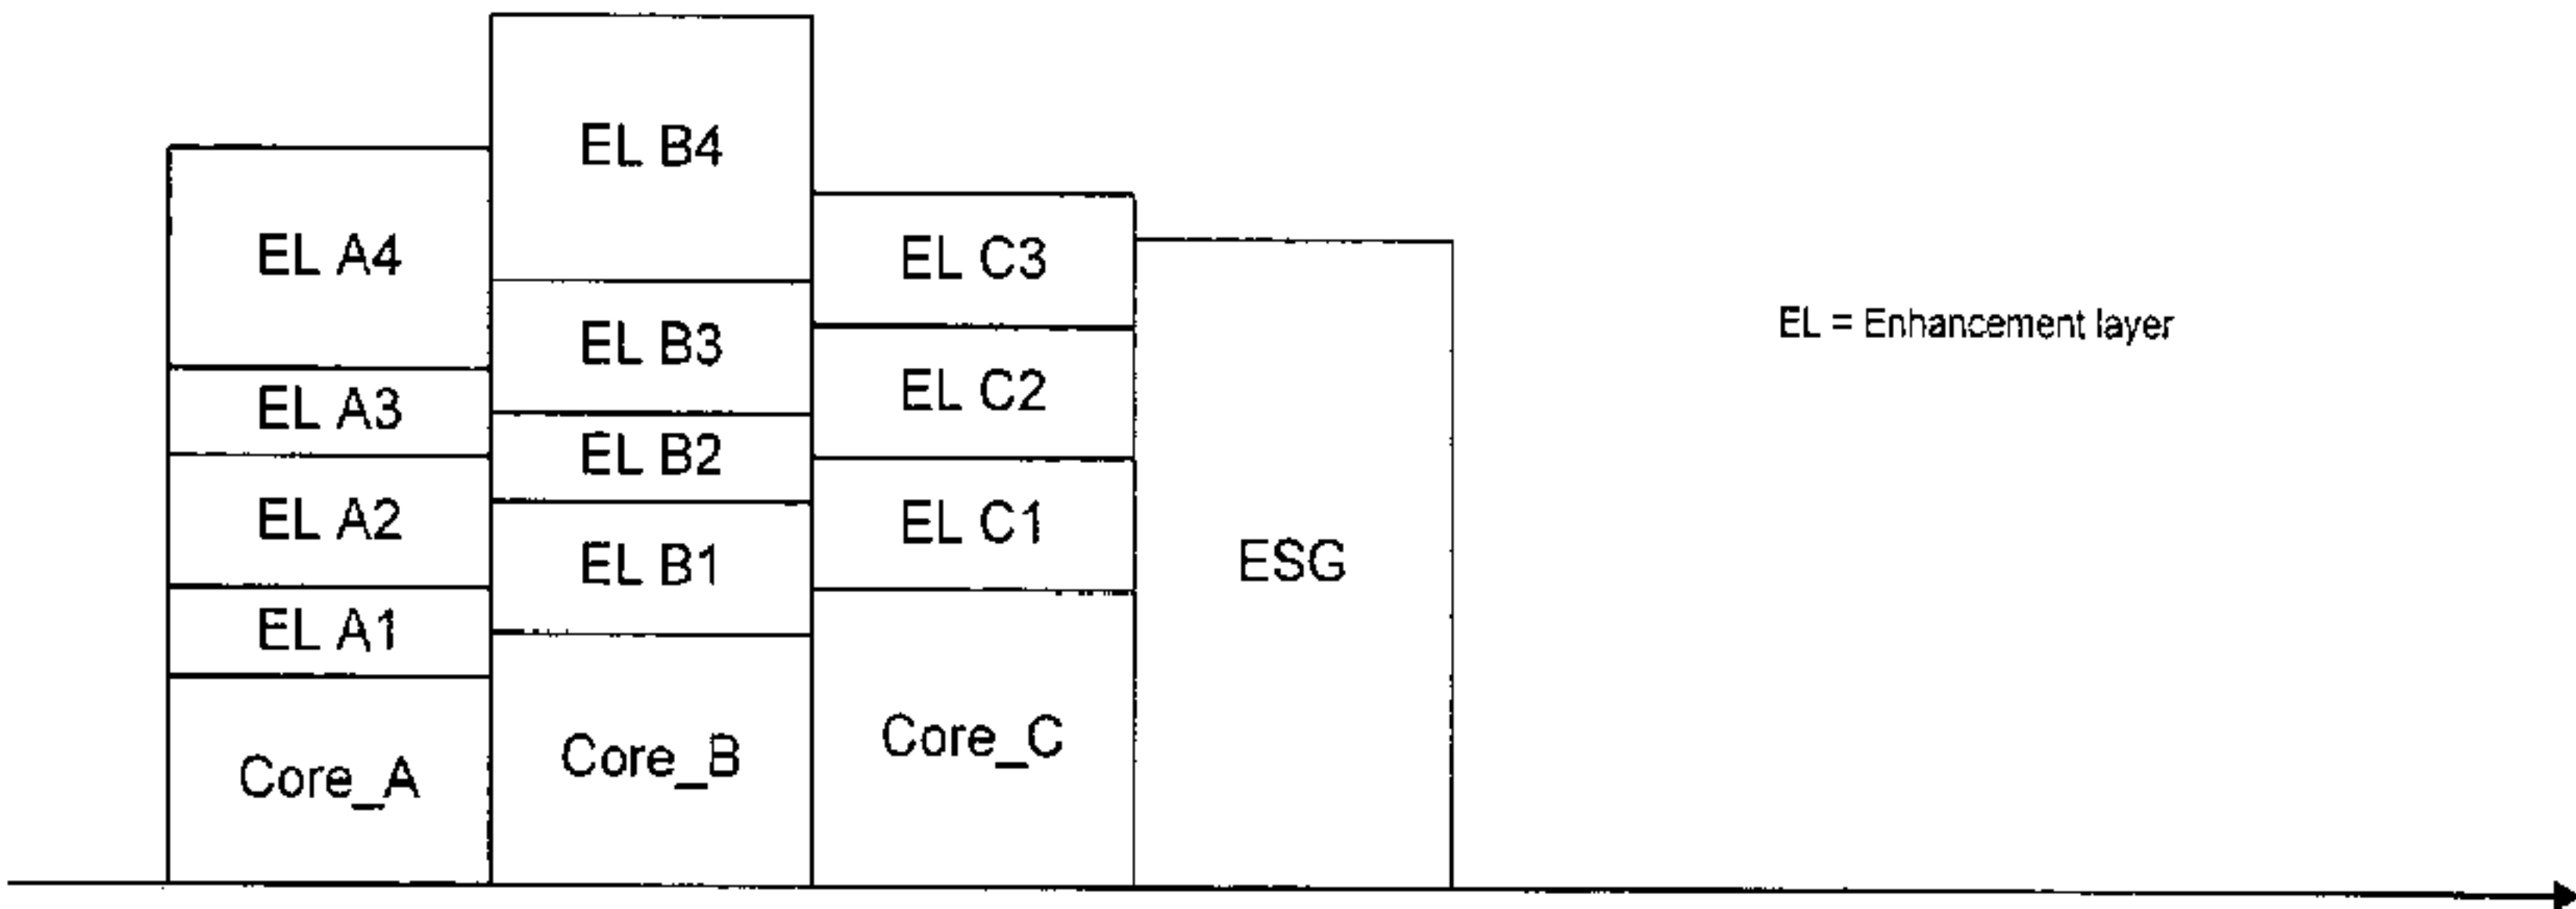 EL A4
EL A3
EL A2
EL A1
Core_A
EL B4
EL B3
EL B2
EL B1
Core_B
EL C3
EL C2
EL C1
Core_C
ESG
EL = Enhancement layer